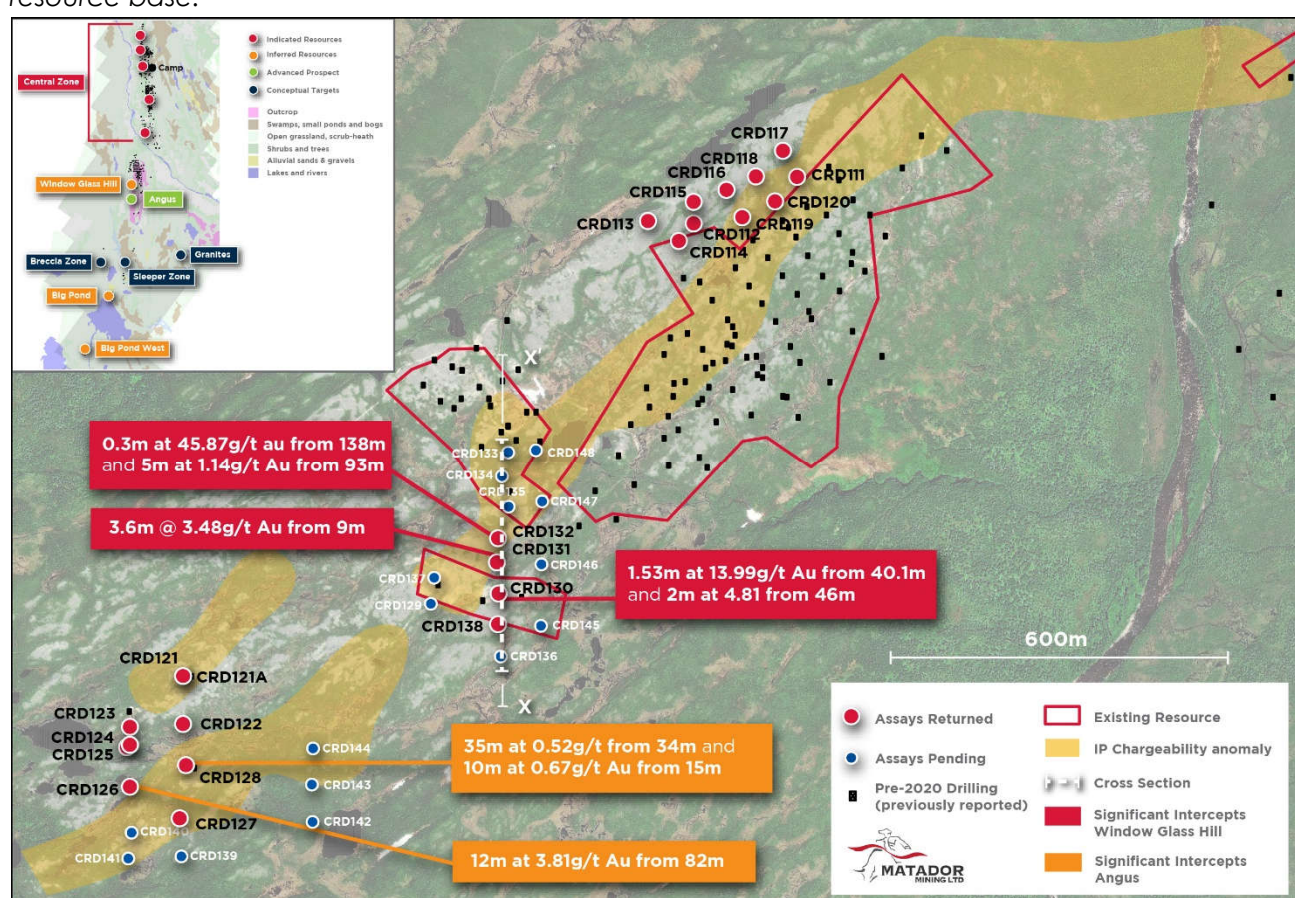 resource base.
Central Zone
Camp
Window Glass Hill
Angus
Breccia Zone
Sleeper Zone
Granites
Big Pond
Big Pond West
Indicated Resources
Inferred Resources
Advanced Prospect
Conceptual Targets
Outcrop
Swamps, small ponds and bogs
Open grassland, scrub-heath
Shrubs and trees
Alluvial sands & gravels
Lakes and rivers
CRD117
CRD118
CRD116
CRD111
CRD115
CRD120
CRD113
CRD119
CRD112
CRD114
X'
0.3m at 45.87g/t au from 138m
and 5m at 1.14g/t Au from 93m
CRD133
CRD148
CRD134
CRD135
CRD147
3.6m @ 3.48g/t Au from 9m
CRD132
CRD131
CRD146
CRD137
CRD130
CRD129
1.53m at 13.99g/t Au from 40.1m
and 2m at 4.81 from 46m
CRD138
CRD145
CRD136
X
600m
CRD121
CRD121A
CRD123
CRD122
CRD124
CRD125
CRD144
CRD128
CRD126
CRD143
CRD127
CRD142
CRD140
CRD141
CRD139
35m at 0.52g/t from 34m and
10m at 0.67g/t Au from 15m
12m at 3.81g/t Au from 82m
Assays Returned
Assays Pending
Pre-2020 Drilling
(previously reported)
MATADOR
MINING LTD
Existing Resource
IP Chargeability anomaly
Cross Section
Significant Intercepts
Window Glass Hill
Significant Intercepts
Angus